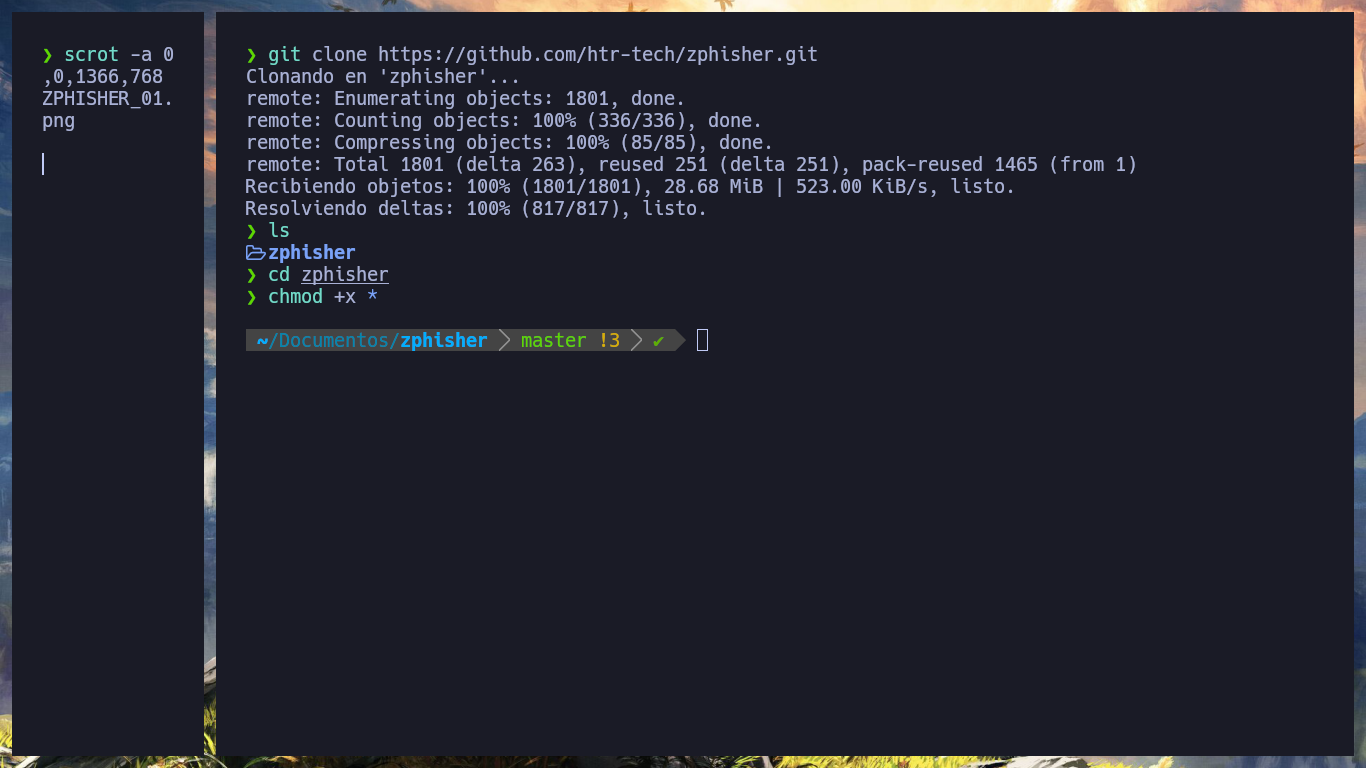 ❯ scrot -a 0
,0,1366,768
ZPHISHER_01.
png
❯ git clone https://github.com/htr-tech/zphisher.git
Clonando en 'zphisher'...
remote: Enumerating objects: 1801, done.
remote: Counting objects: 100% (336/336), done.
remote: Compressing objects: 100% (85/85), done.
remote: Total 1801 (delta 263), reused 251 (delta 251), pack-reused 1465 (from 1)
Recibiendo objetos: 100% (1801/1801), 28.68 MiB | 523.00 KiB/s, listo.
Resolviendo deltas: 100% (817/817), listo.
❯ ls
zphisher
❯ cd zphisher
❯ chmod +x *
~/Documentos/zphisher master !3 ✔